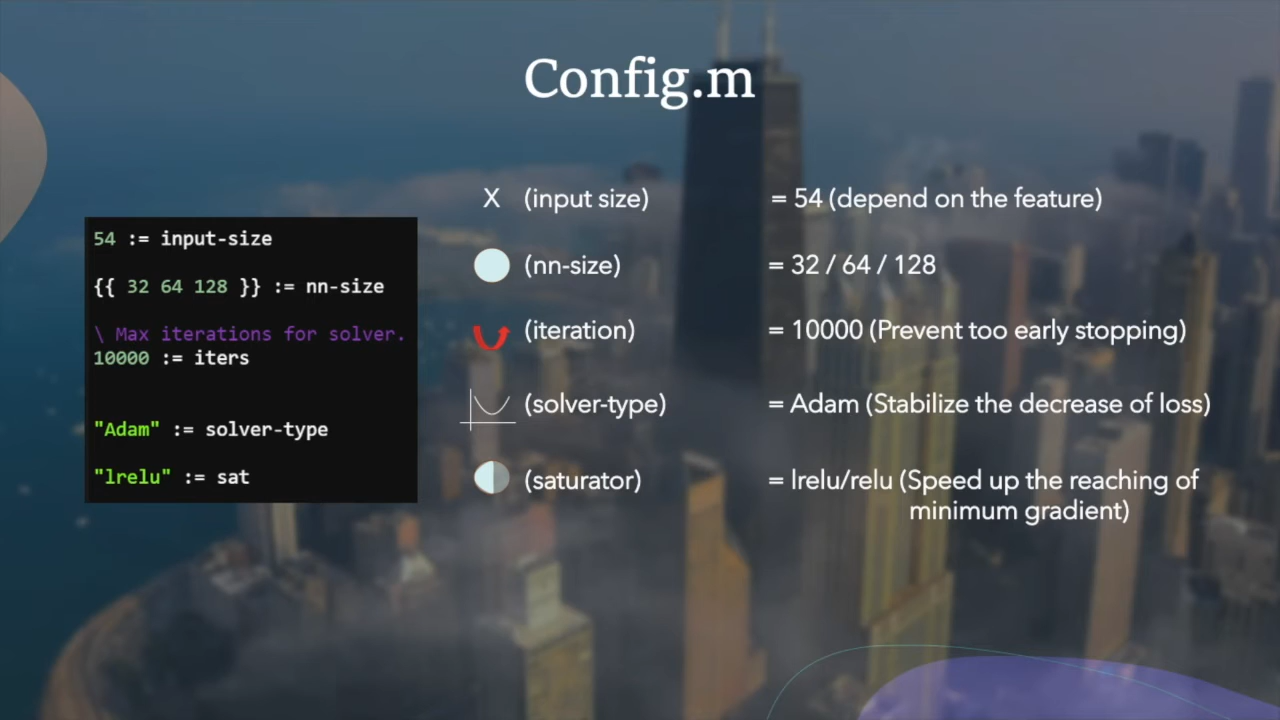 Config.m
54 := input-size
{{ 32 64 128 }} := nn-size
\ Max iterations for solver.
10000 := iters
"Adam" := solver-type
"lrelu" := sat
X (input size) = 54 (depend on the feature)
(nn-size) = 32 / 64 / 128
(iteration) = 10000 (Prevent too early stopping)
(solver-type) = Adam (Stabilize the decrease of loss)
(saturator) = lrelu/relu (Speed up the reaching of
minimum gradient)